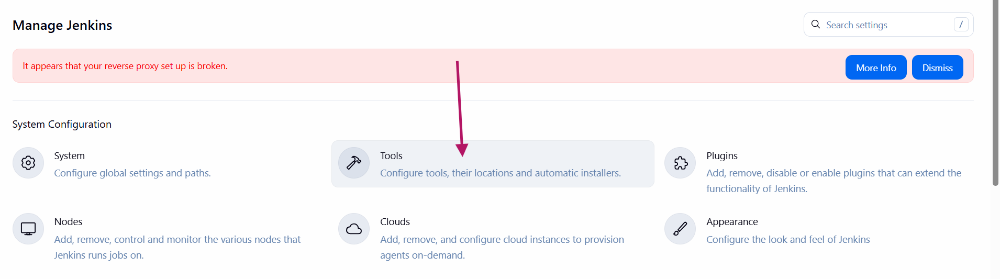 Manage Jenkins
Search settings /
It appears that your reverse proxy set up is broken.
More Info
Dismiss
System Configuration
System
Configure global settings and paths.
Tools
Configure tools, their locations and automatic installers.
Plugins
Add, remove, disable or enable plugins that can extend the
functionality of Jenkins.
Nodes
Add, remove, control and monitor the various nodes that
Jenkins runs jobs on.
Clouds
Add, remove, and configure cloud instances to provision
agents on-demand.
Appearance
Configure the look and feel of Jenkins